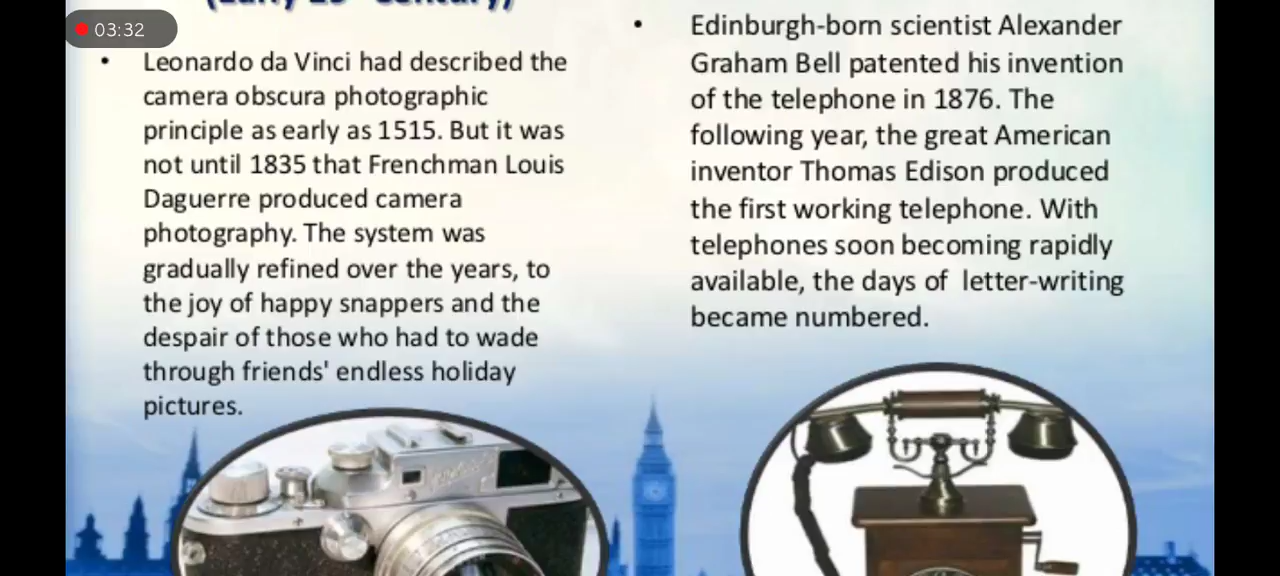 03:32
(Early 19 Century)
• Leonardo da Vinci had described the
camera obscura photographic
principle as early as 1515. But it was
not until 1835 that Frenchman Louis
Daguerre produced camera
photography. The system was
gradually refined over the years, to
the joy of happy snappers and the
despair of those who had to wade
through friends' endless holiday
pictures.
• Edinburgh-born scientist Alexander
Graham Bell patented his invention
of the telephone in 1876. The
following year, the great American
inventor Thomas Edison produced
the first working telephone. With
telephones soon becoming rapidly
available, the days of letter-writing
became numbered.